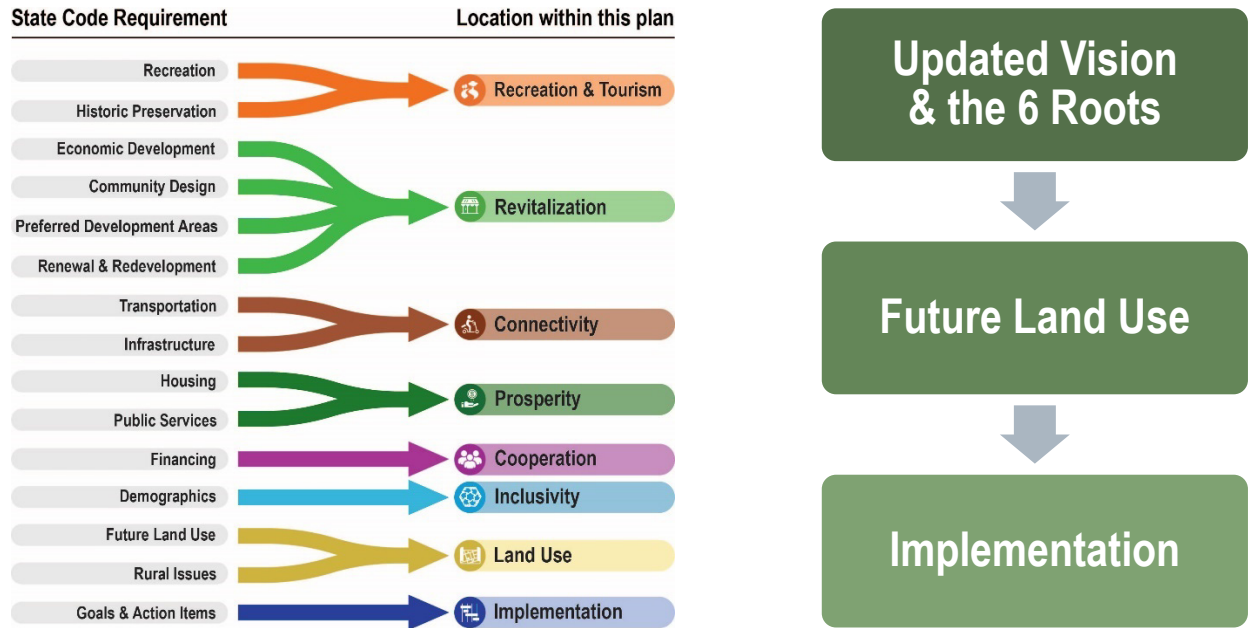 State Code Requirement
Location within this plan
Recreation
Historic Preservation
Recreation & Tourism
Economic Development
Community Design
Preferred Development Areas
Renewal & Redevelopment
Revitalization
Transportation
Infrastructure
Connectivity
Housing
Public Services
Prosperity
Financing
Cooperation
Demographics
Inclusivity
Future Land Use
Rural Issues
Land Use
Goals & Action Items
Implementation
Updated Vision
& the 6 Roots
Future Land Use
Implementation